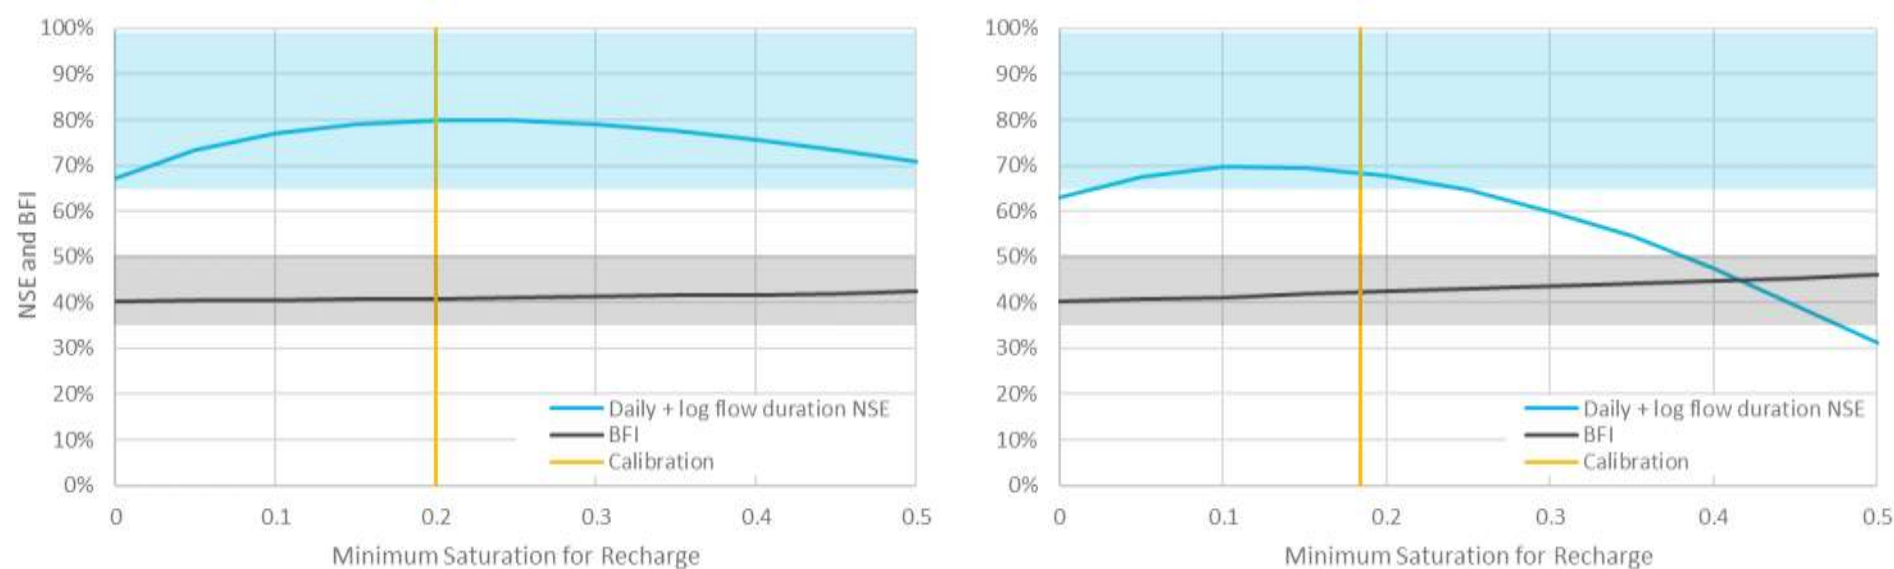 100%
90%
80%
70%
60%
50%
40%
30%
20%
10%
0%
NSE and BFI
0 0.1 0.2 0.3 0.4 0.5
Minimum Saturation for Recharge
Daily + log flow duration NSE
BFI
Calibration
100%
90%
80%
70%
60%
50%
40%
30%
20%
10%
0%
0 0.1 0.2 0.3 0.4 0.5
Minimum Saturation for Recharge
Daily + log flow duration NSE
BFI
Calibration